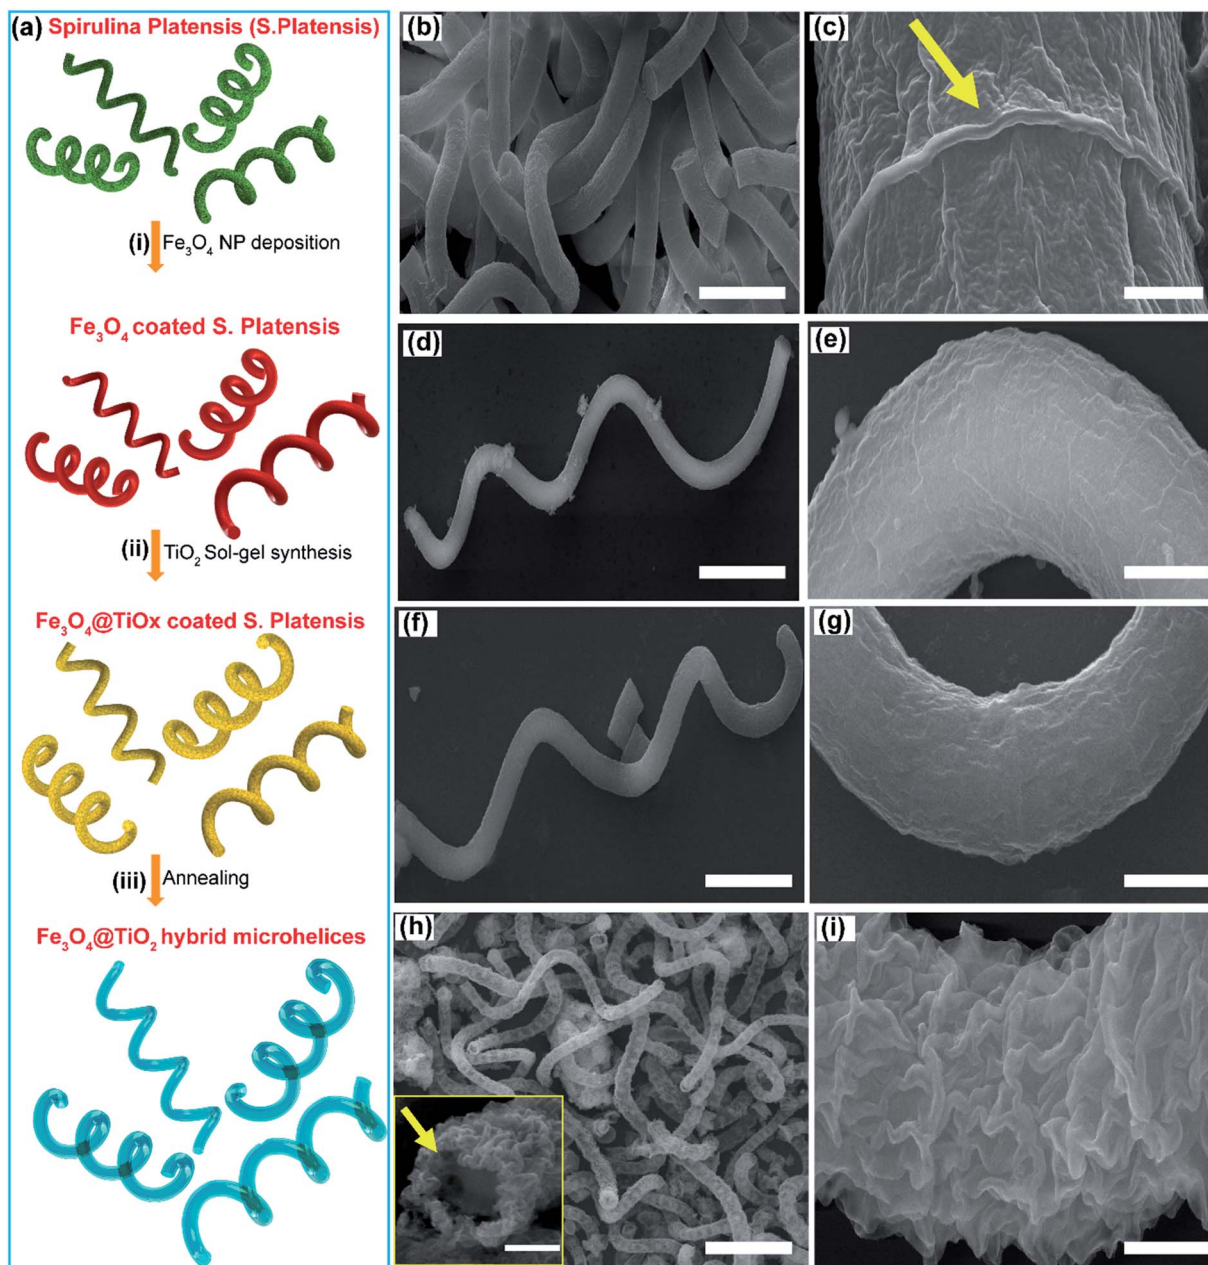 (a) Spirulina Platensis (S.Platensis)
(i) Fe₃O₄ NP deposition
Fe₃O₄ coated S. Platensis
(ii) TiO₂ Sol-gel synthesis
Fe₃O₄@TiOx coated S. Platensis
(iii) Annealing
Fe₃O₄@TiO₂ hybrid microhelices
(b)
(c)
(d)
(e)
(f)
(g)
(h)
(i)